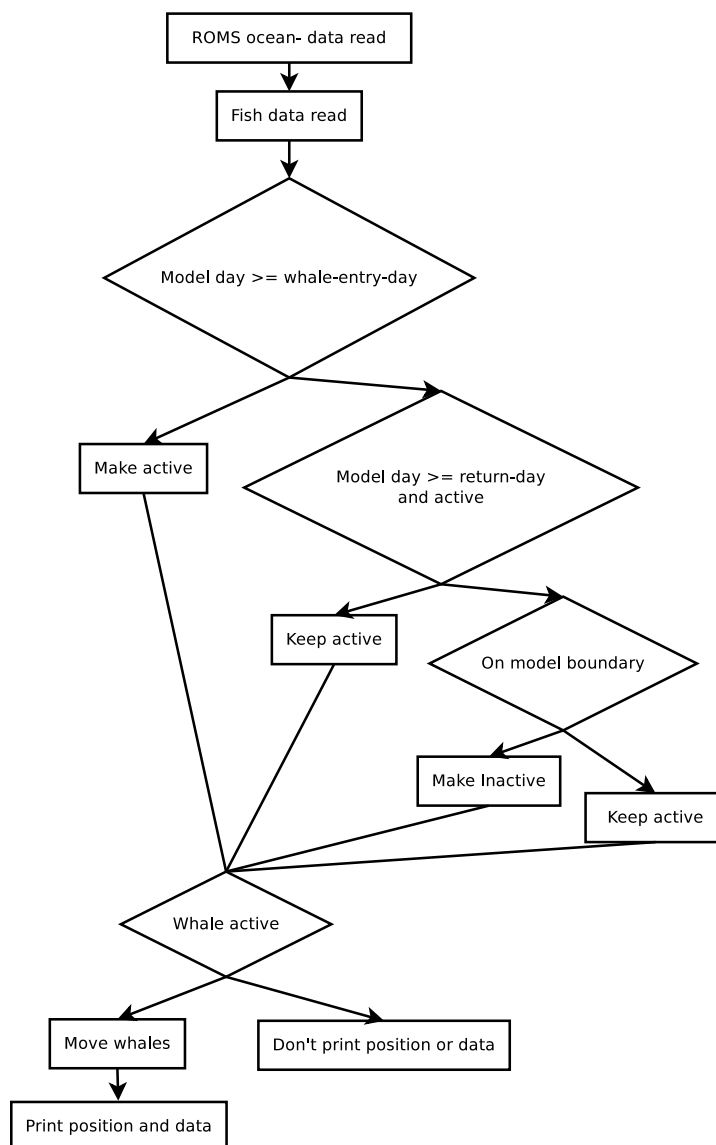 ROMS ocean- data read
Fish data read
Model day >= whale-entry-day
Make active
Model day >= return-day
and active
Keep active
On model boundary
Make Inactive
Keep active
Whale active
Move whales
Don't print position or data
Print position and data